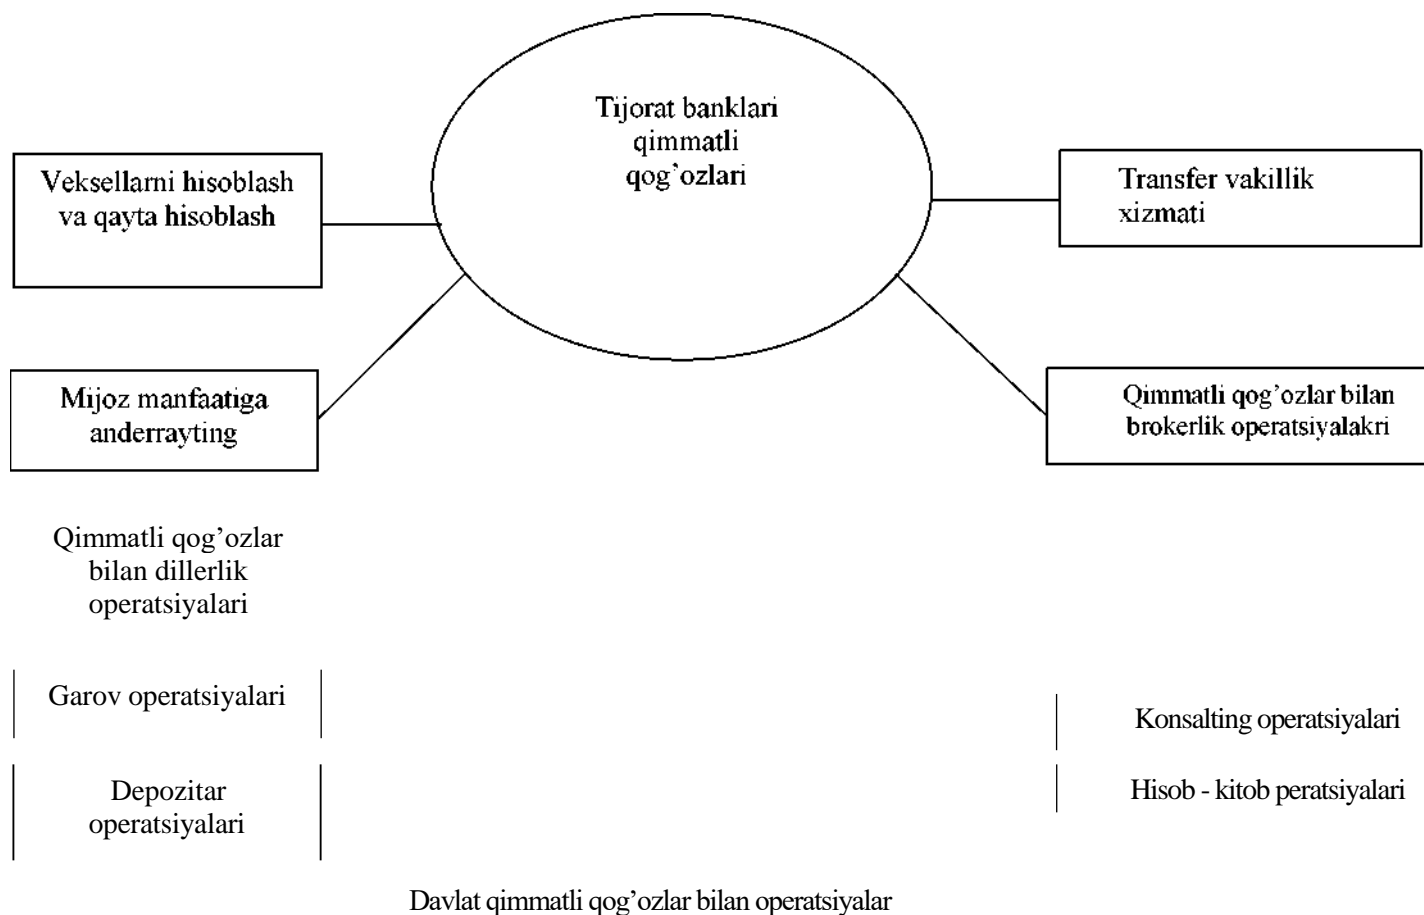 Tijorat banklari
qimmatli
qog’ozlari
Veksellarni hisoblash
va qayta hisoblash
Transfer vakillik
xizmati
Mijoz manfaatiga
anderrayting
Qimmatli qog’ozlar bilan
brokerlik operatsiyalakri
Qimmatli qog’ozlar
bilan dillerlik
operatsiyalari
Garov operatsiyalari
Konsalting operatsiyalari
Depozitar
operatsiyalari
Hisob - kitob peratsiyalari
Davlat qimmatli qog’ozlar bilan operatsiyalar